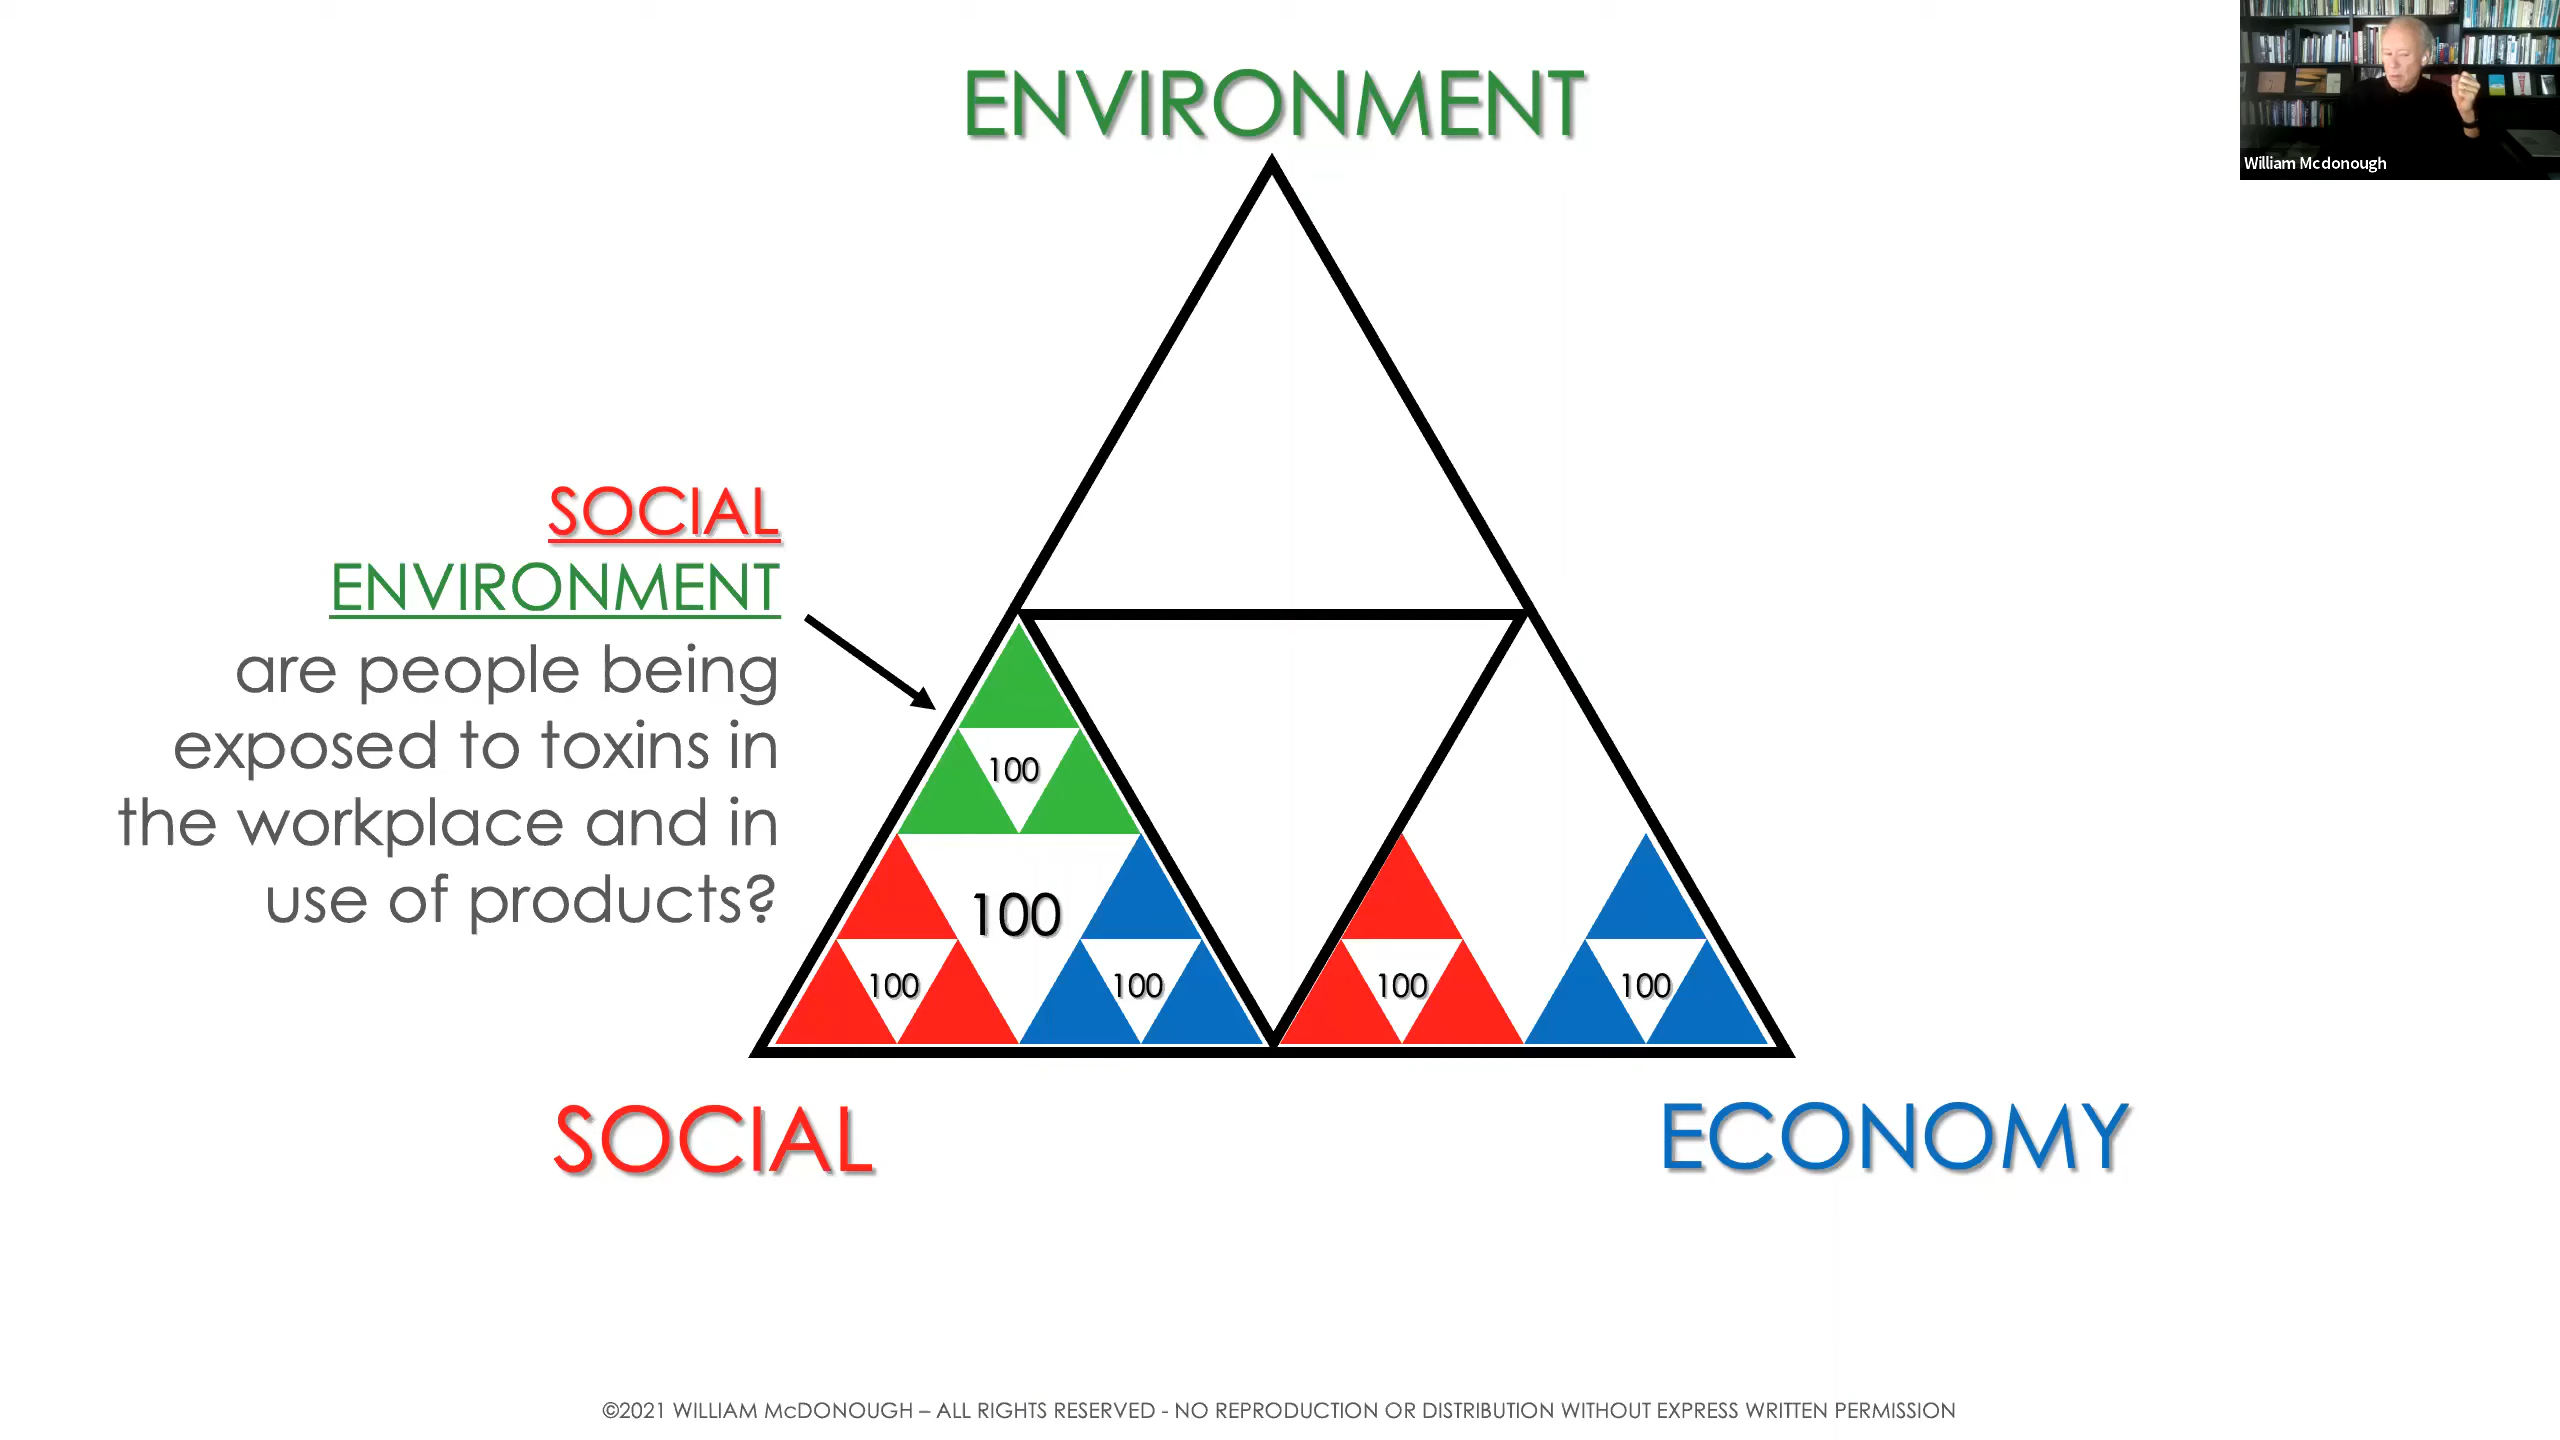 ENVIRONMENT
William Mcdonough
SOCIAL
ENVIRONMENT
are people being
exposed to toxins in
the workplace and in
use of products?
100
100
100
100
100
100
SOCIAL
ECONOMY
©2021 WILLIAM McDONOUGH – ALL RIGHTS RESERVED - NO REPRODUCTION OR DISTRIBUTION WITHOUT EXPRESS WRITTEN PERMISSION